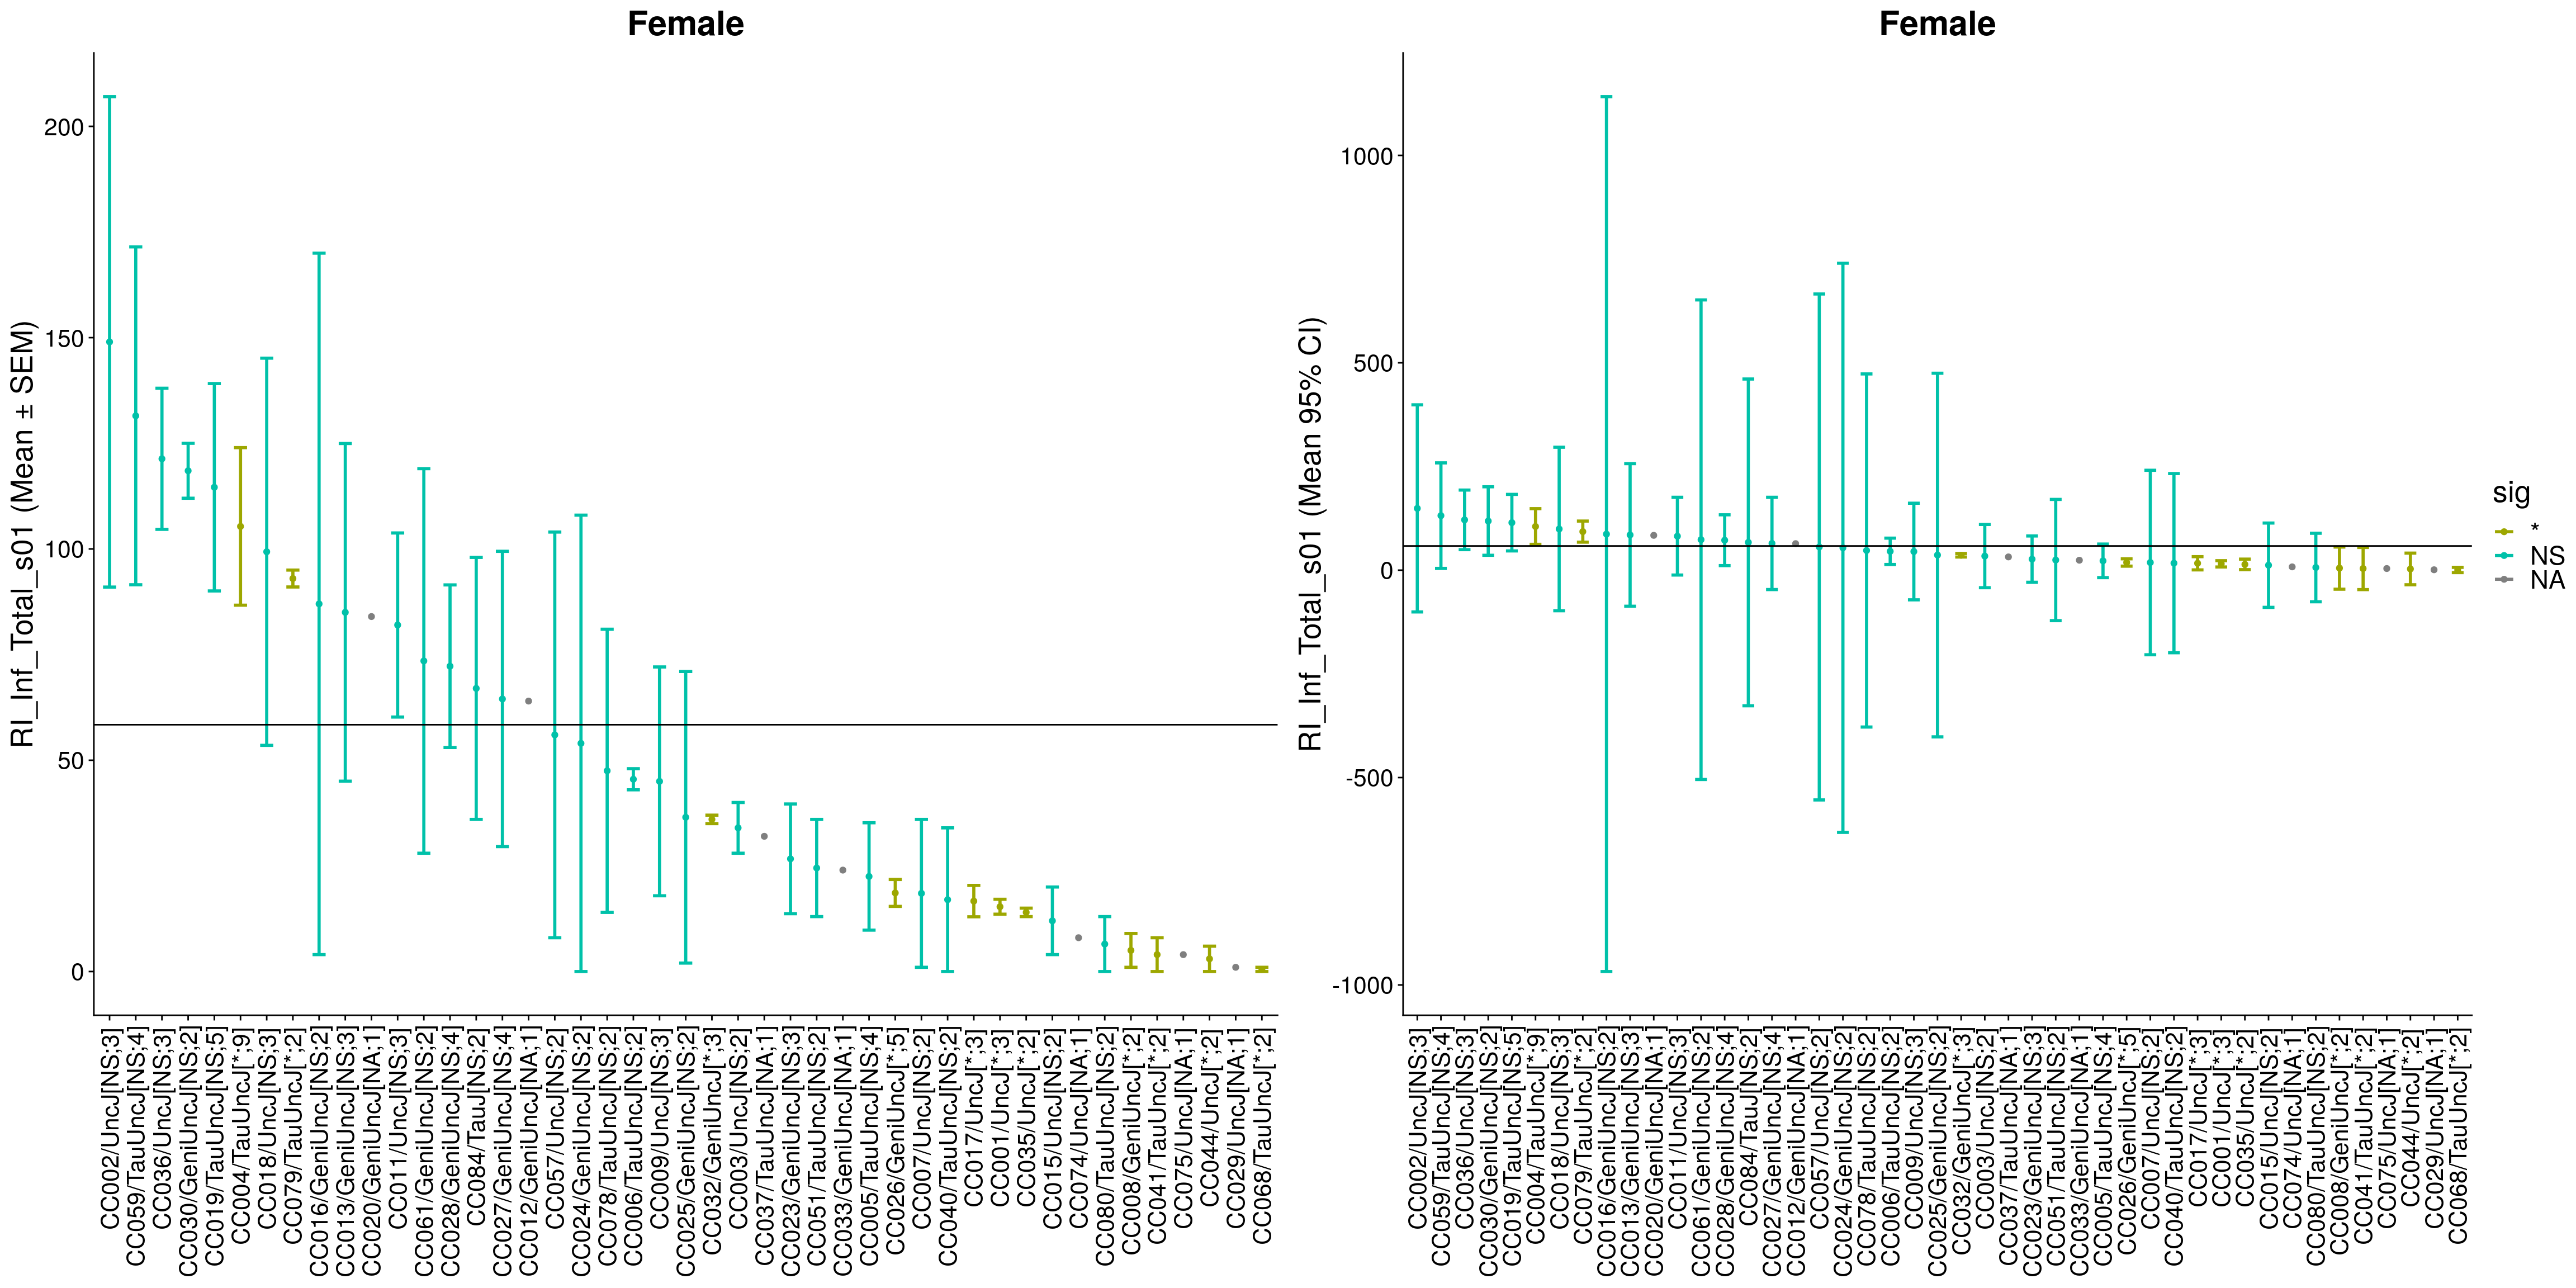 Female
RI_Inf_Total_s01 (Mean ± SEM)
200
150
100
50
0
CC002/UncJ[NS;3]
CC059/TauUncJ[NS;4]
CC036/UncJ[NS;3]
CC030/GeniUncJ[NS;2]
CC019/TauUncJ[NS;5]
CC004/TauUncJ[*;9]
CC018/UncJ[NS;3]
CC079/TauUncJ[*;2]
CC016/GeniUncJ[NS;2]
CC013/GeniUncJ[NS;3]
CC020/GeniUncJ[NA;1]
CC011/UncJ[NS;3]
CC061/GeniUncJ[NS;2]
CC028/GeniUncJ[NS;4]
CC084/TauJ[NS;2]
CC027/GeniUncJ[NS;4]
CC012/GeniUncJ[NA;1]
CC057/UncJ[NS;2]
CC024/GeniUncJ[NS;2]
CC078/TauUncJ[NS;2]
CC006/TauUncJ[NS;2]
CC009/UncJ[NS;3]
CC025/GeniUncJ[NS;2]
CC032/GeniUncJ[*;3]
CC003/UncJ[NS;2]
CC037/TauUncJ[NA;1]
CC023/GeniUncJ[NS;3]
CC051/TauUncJ[NS;2]
CC033/GeniUncJ[NA;1]
CC005/TauUncJ[NS;4]
CC026/GeniUncJ[*;5]
CC007/UncJ[NS;2]
CC040/TauUncJ[NS;2]
CC017/UncJ[*;3]
CC001/UncJ[*;3]
CC035/UncJ[*;2]
CC015/UncJ[NS;2]
CC074/UncJ[NA;1]
CC080/TauUncJ[NS;2]
CC008/GeniUncJ[*;2]
CC041/TauUncJ[*;2]
CC075/UncJ[NA;1]
CC044/UncJ[*;2]
CC029/UncJ[NA;1]
CC068/TauUncJ[*;2]
Female
RI_Inf_Total_s01 (Mean 95% CI)
1000
500
0
-500
-1000
CC002/UncJ[NS;3]
CC059/TauUncJ[NS;4]
CC036/UncJ[NS;3]
CC030/GeniUncJ[NS;2]
CC019/TauUncJ[NS;5]
CC004/TauUncJ[*;9]
CC018/UncJ[NS;3]
CC079/TauUncJ[*;2]
CC016/GeniUncJ[NS;2]
CC013/GeniUncJ[NS;3]
CC020/GeniUncJ[NA;1]
CC011/UncJ[NS;3]
CC061/GeniUncJ[NS;2]
CC028/GeniUncJ[NS;4]
CC084/TauJ[NS;2]
CC027/GeniUncJ[NS;4]
CC012/GeniUncJ[NA;1]
CC057/UncJ[NS;2]
CC024/GeniUncJ[NS;2]
CC078/TauUncJ[NS;2]
CC006/TauUncJ[NS;2]
CC009/UncJ[NS;3]
CC025/GeniUncJ[NS;2]
CC032/GeniUncJ[*;3]
CC003/UncJ[NS;2]
CC037/TauUncJ[NA;1]
CC023/GeniUncJ[NS;3]
CC051/TauUncJ[NS;2]
CC033/GeniUncJ[NA;1]
CC005/TauUncJ[NS;4]
CC026/GeniUncJ[*;5]
CC007/UncJ[NS;2]
CC040/TauUncJ[NS;2]
CC017/UncJ[*;3]
CC001/UncJ[*;3]
CC035/UncJ[*;2]
CC015/UncJ[NS;2]
CC074/UncJ[NA;1]
CC080/TauUncJ[NS;2]
CC008/GeniUncJ[*;2]
CC041/TauUncJ[*;2]
CC075/UncJ[NA;1]
CC044/UncJ[*;2]
CC029/UncJ[NA;1]
CC068/TauUncJ[*;2]
sig
*
NS
NA